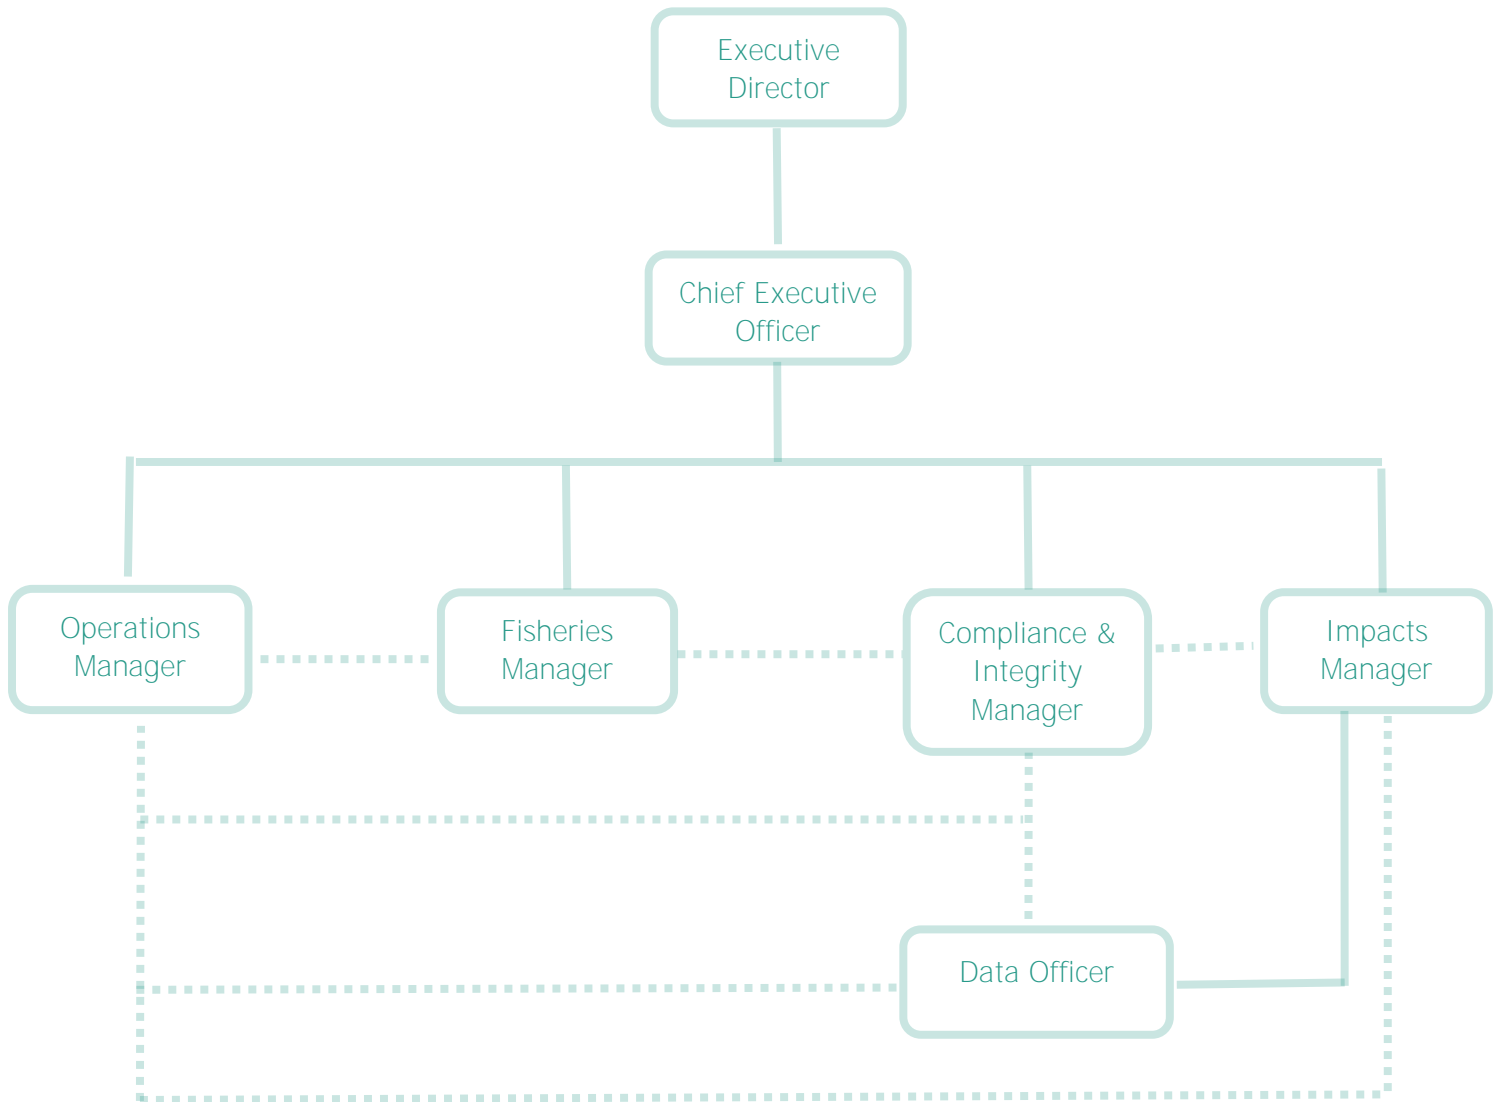 Executive
Director
Chief Executive
Officer
Operations
Manager
Fisheries
Manager
Compliance &
Integrity
Manager
Impacts
Manager
Data Officer